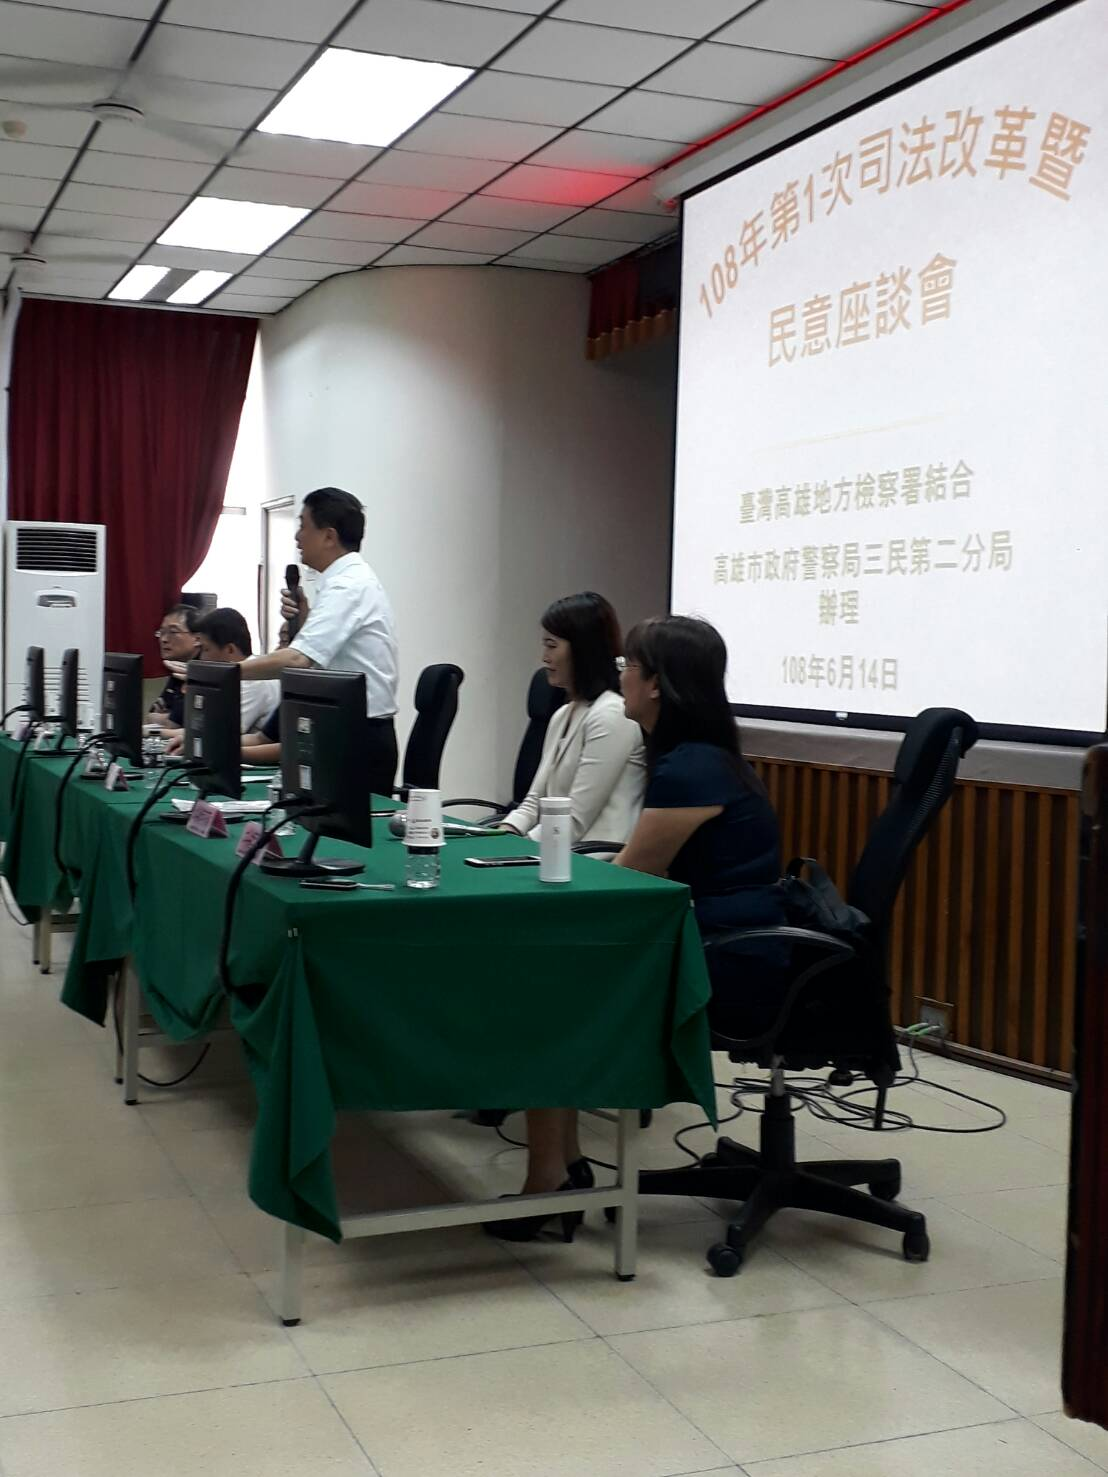 108年第1次司法改革暨
民意座談會
臺灣高雄地方檢察署結合
高雄市政府警察局三民第二分局
辦理
108年6月14日